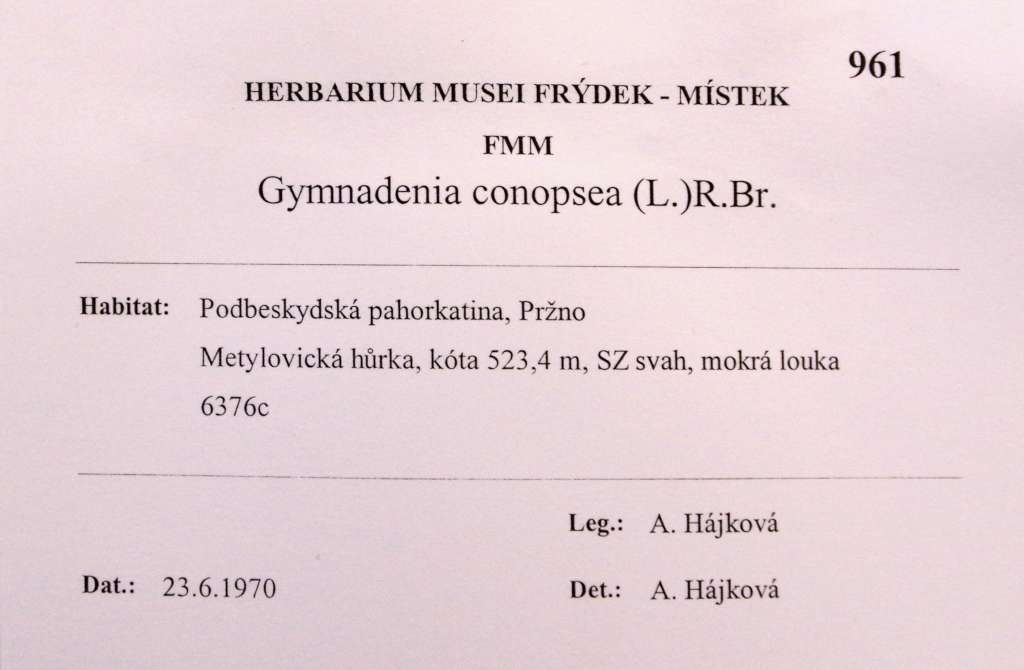 961
HERBARIUM MUSEI FRÝDEK - MÍSTEK
FMM
Gymnadenia conopsea (L.)R.Br.
Habitat: Podbeskydská pahorkatina, Pržno
Metylovická hůrka, kóta 523,4 m, SZ svah, mokrá louka
6376c
Leg.: A. Hájková
Dat.: 23.6.1970 Det.: A. Hájková